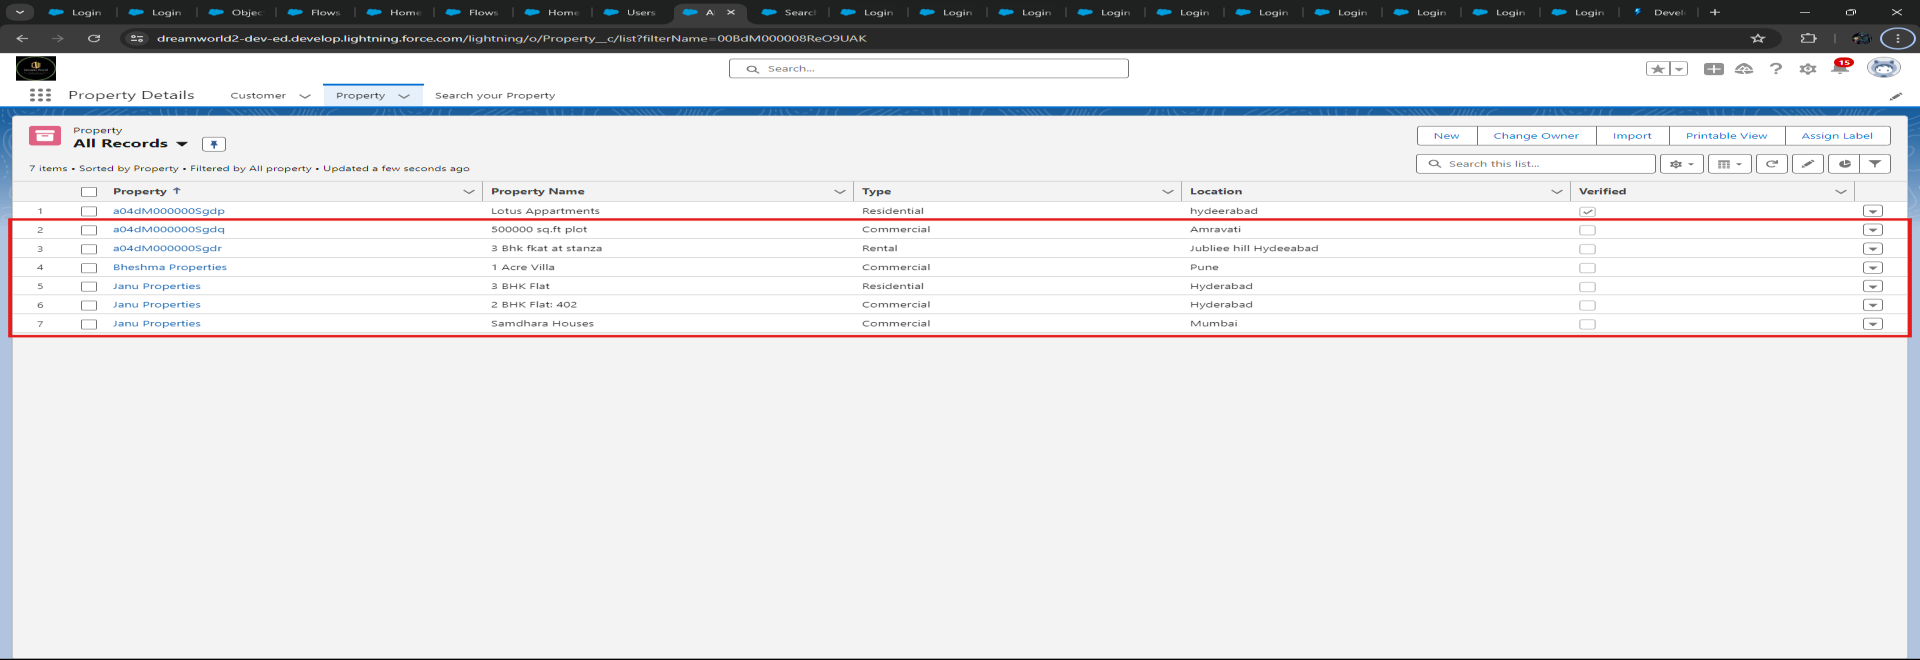 Login Login Objec Flows Home Flows Home Users A Search Login Login Login Login Login Login Login Login Login Login Devel
dreamworld2-dev-ed.develop.lightning.force.com/lightning/o/Property__c/list?filterName=00BdM000008ReO9UAK
Search...
15
Property Details Customer Property Search your Property
Property
All Records
New Change Owner Import Printable View Assign Label
7 items • Sorted by Property • Filtered by All property • Updated a few seconds ago
Search this list...
Property ↑ Property Name Type Location Verified
1 a04dM000000Sgdp Lotus Appartments Residential hydeerabad
2 a04dM000000Sgdq 500000 sq.ft plot Commercial Amravati
3 a04dM000000Sgdr 3 Bhk fkat at stanza Rental Jubliee hill Hydeeabad
4 Bheshma Properties 1 Acre Villa Commercial Pune
5 Janu Properties 3 BHK Flat Residential Hyderabad
6 Janu Properties 2 BHK Flat: 402 Commercial Hyderabad
7 Janu Properties Samdhara Houses Commercial Mumbai